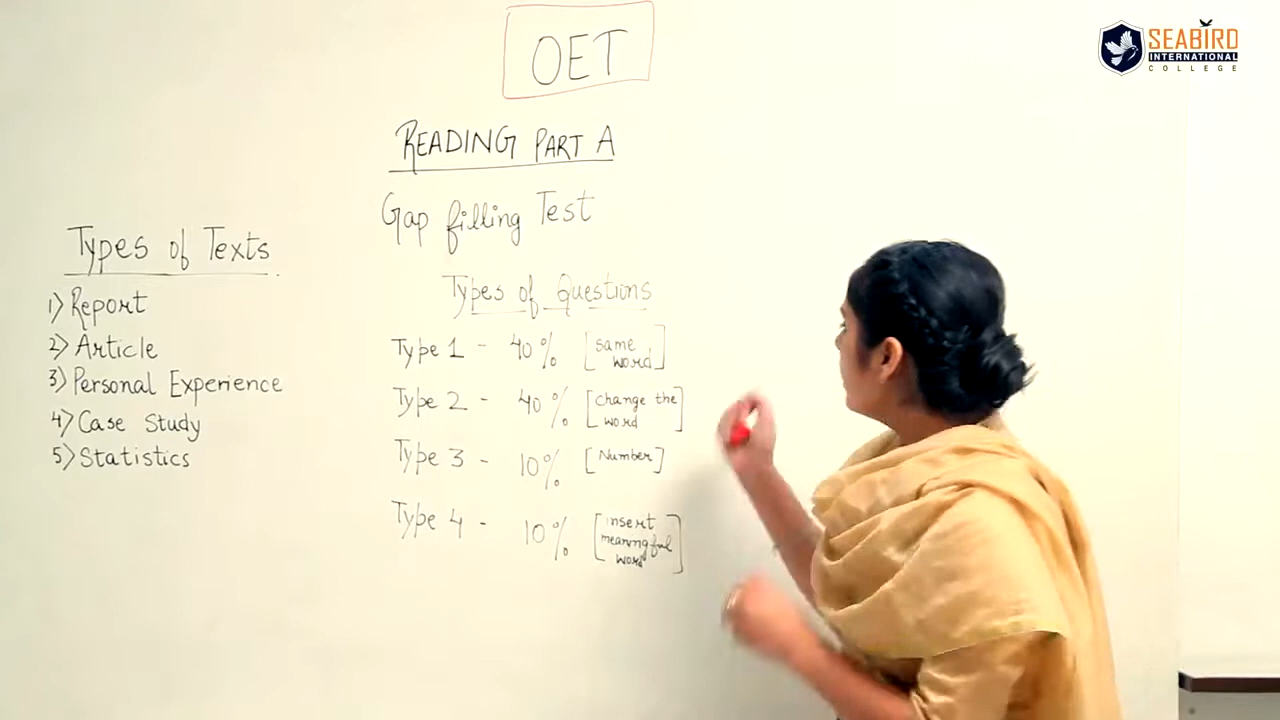 OET
SEABIRD
INTERNATIONAL
COLLEGE
READING PART A
Gap filling Test
Types of Texts
1) Report
2) Article
3) Personal Experience
4) Case Study
5) Statistics
Types of Questions
Type 1 - 40% [same
word]
Type 2 - 40% [change the
word]
Type 3 - 10% [Number]
Type 4 - 10% [insert
meaningful
word]